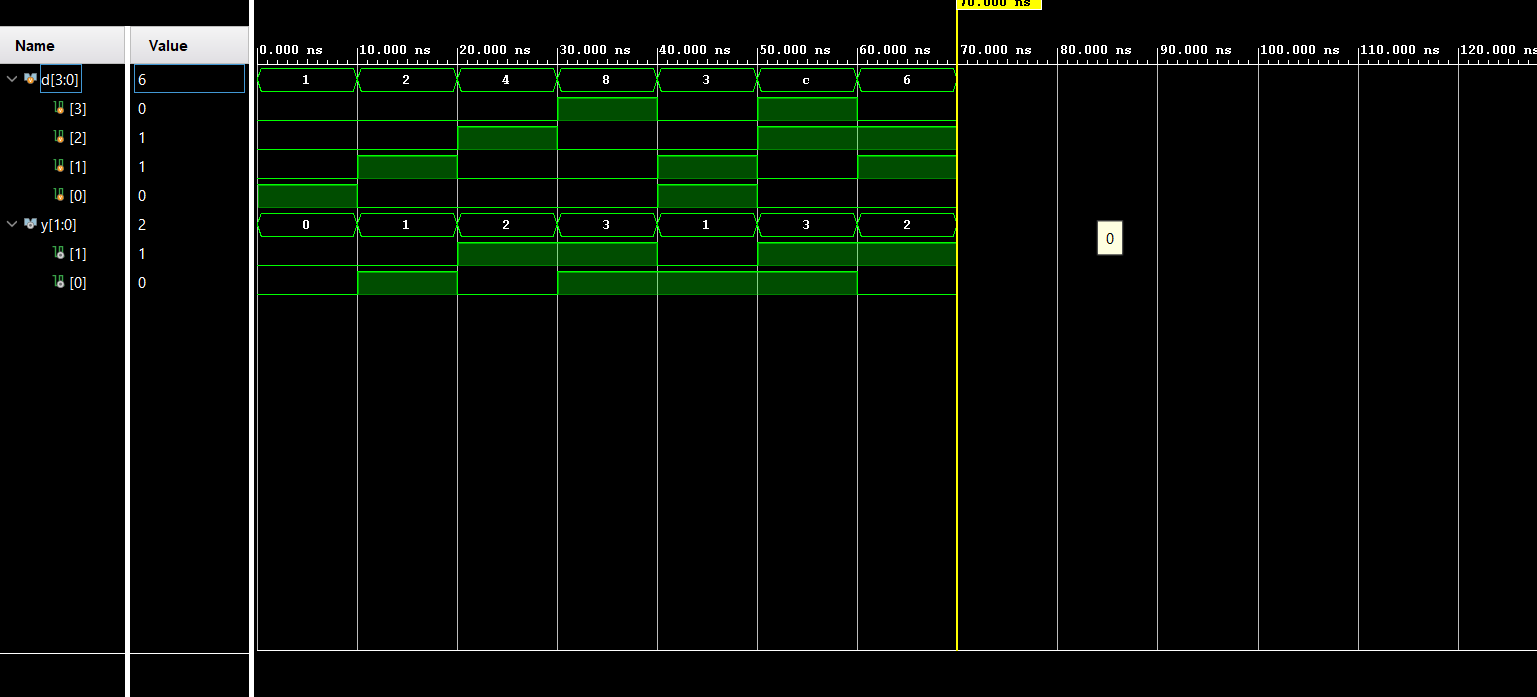 70.000 ns
Name Value
0.000 ns 10.000 ns 20.000 ns 30.000 ns 40.000 ns 50.000 ns 60.000 ns 70.000 ns 80.000 ns 90.000 ns 100.000 ns 110.000 ns 120.000 ns
d[3:0] 6 1 2 4 8 3 c 6
[3] 0
[2] 1
[1] 1
[0] 0
y[1:0] 2 0 1 2 3 1 3 2
0
[1] 1
[0] 0